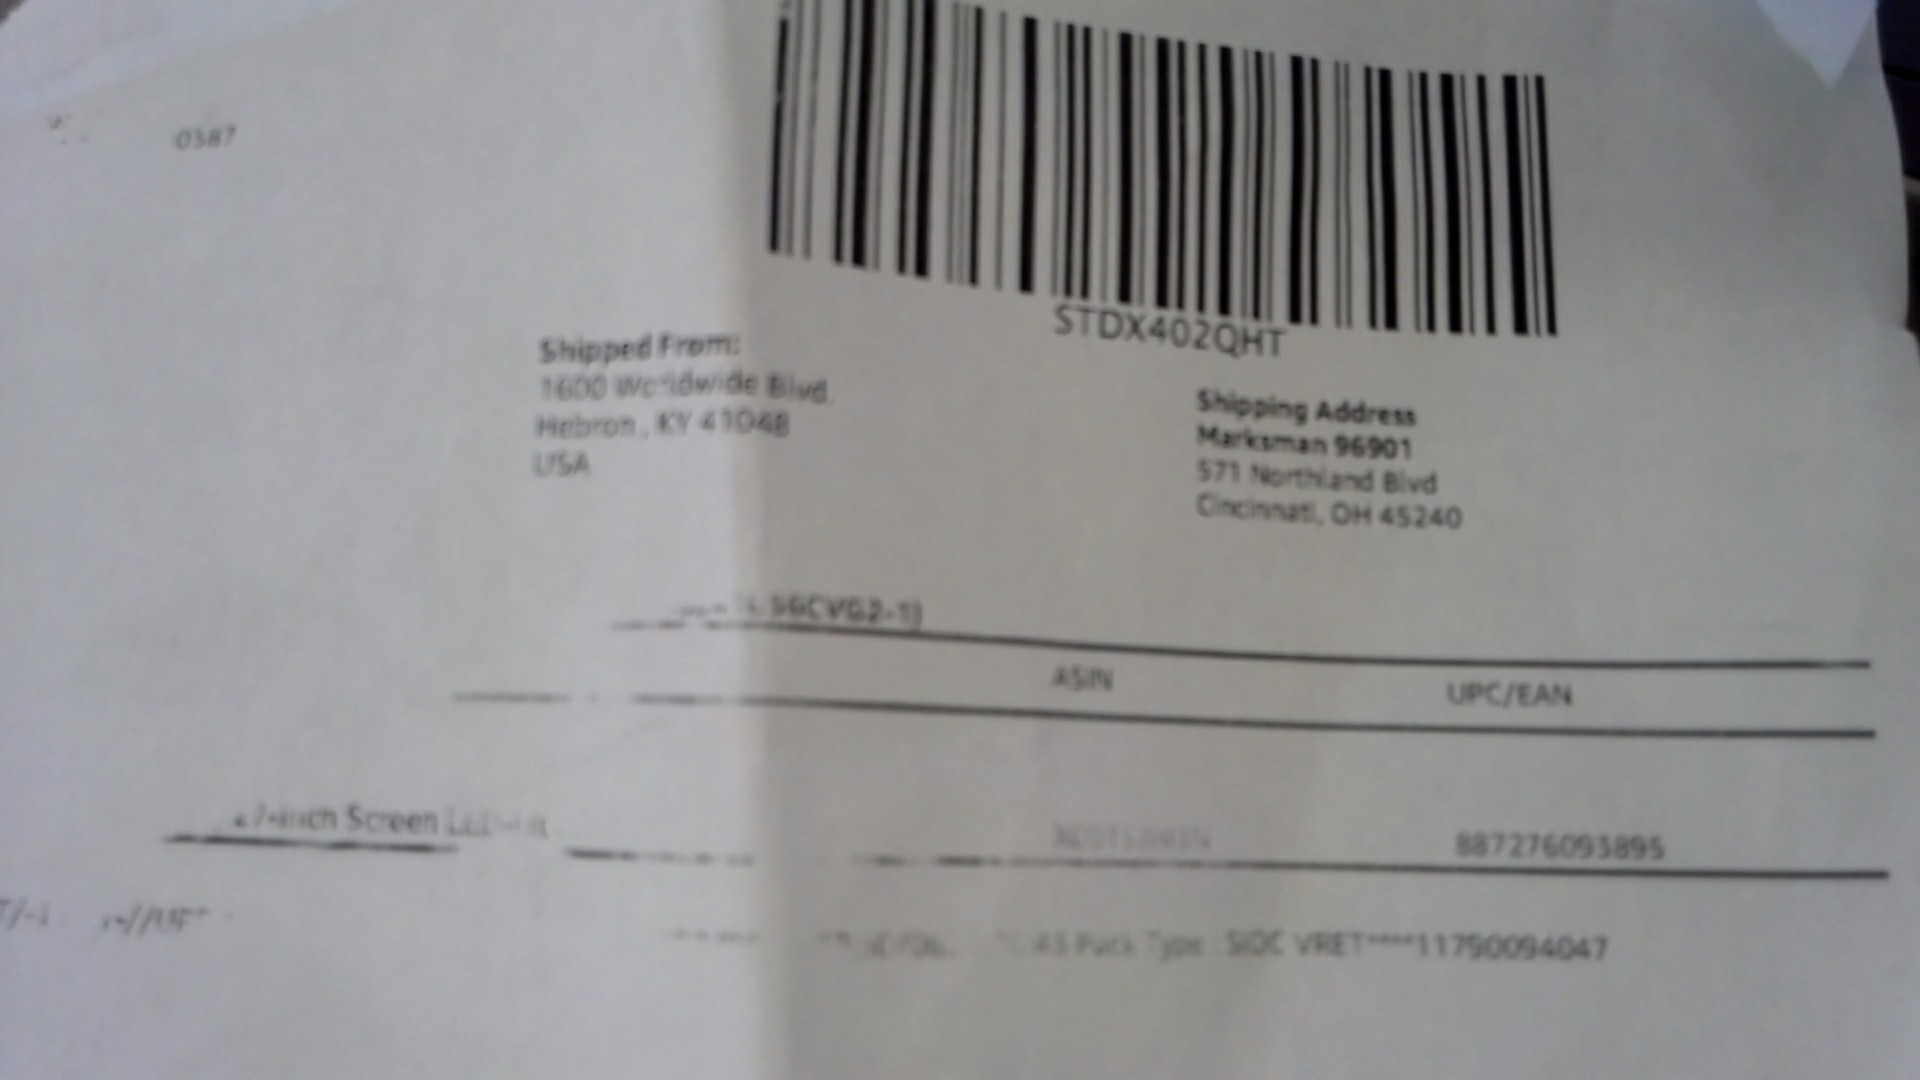 0387
STDX402QHT
Shipped From:
1600 Worldwide Blvd.
Hebron, KY 41048
USA
Shipping Address
Marksman 96901
571 Northland Blvd
Cincinnati, OH 45240
ASIN
UPC/EAN
Screen
887276093895
Pack Type : SIOC VRET****11790094047